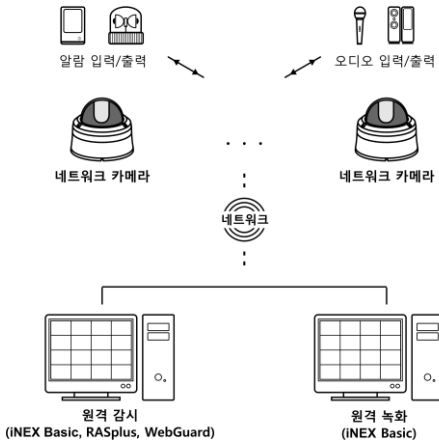 알람 입력/출력
오디오 입력/출력
네트워크 카메라
네트워크 카메라
네트워크
원격 감시
(iNEX Basic, RASplus, WebGuard)
원격 녹화
(iNEX Basic)